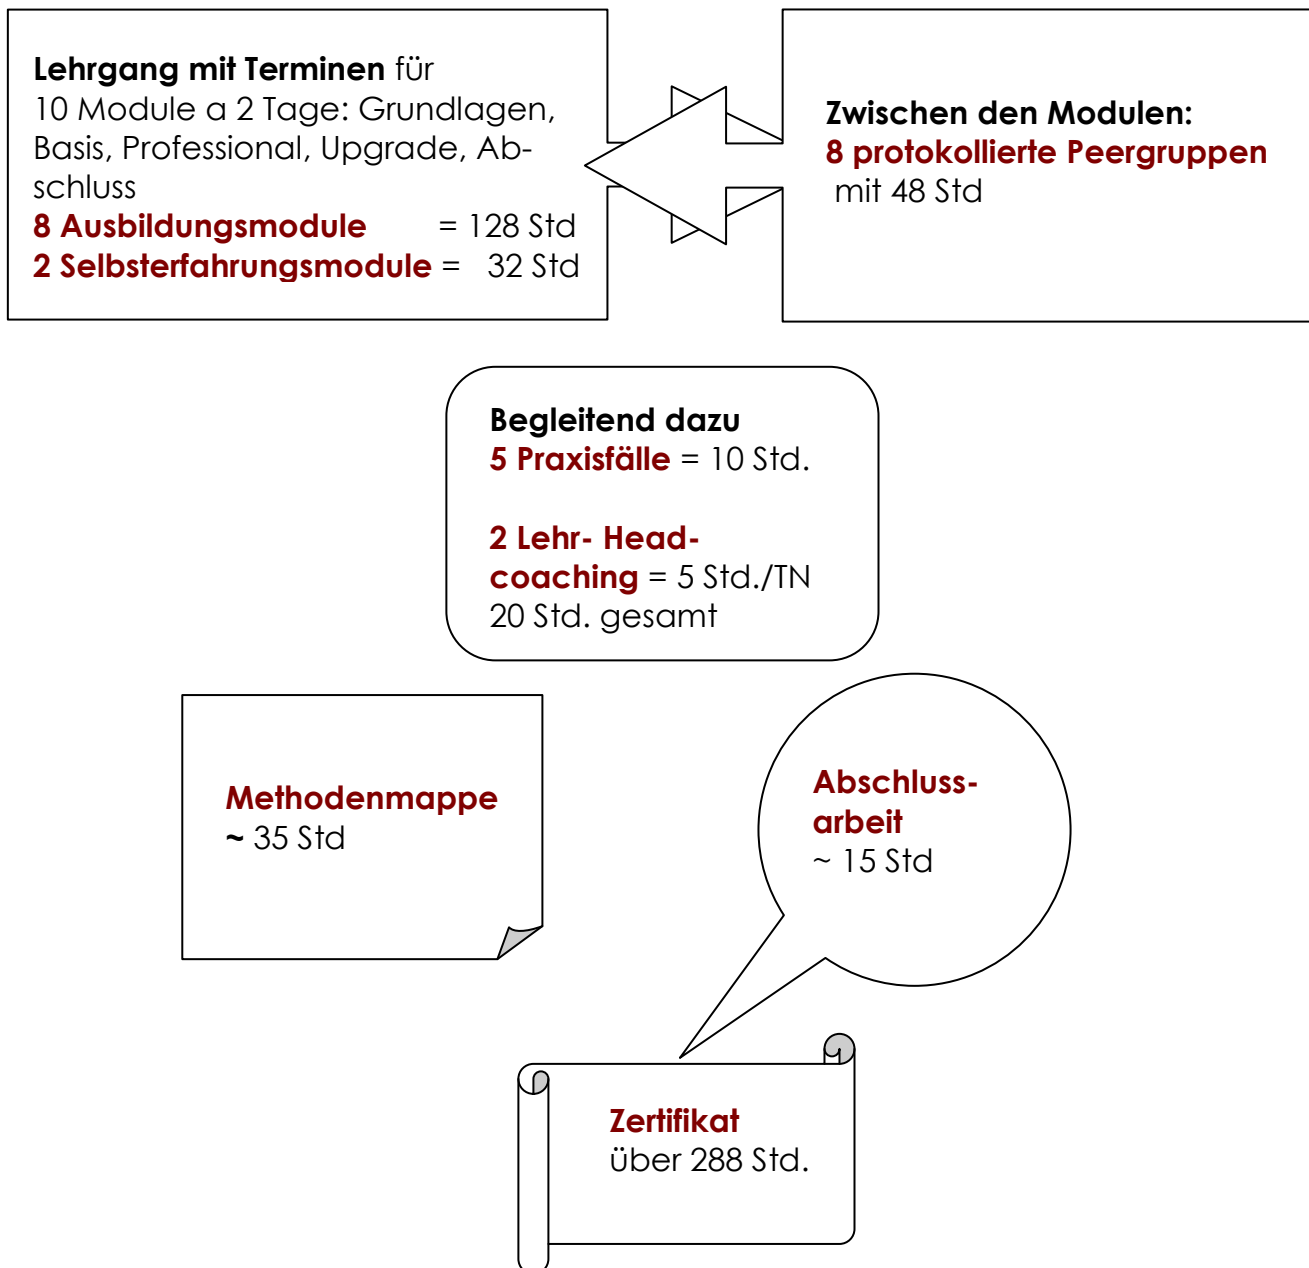 Lehrgang mit Terminen für
10 Module a 2 Tage: Grundlagen,
Basis, Professional, Upgrade, Ab-
schluss
8 Ausbildungsmodule = 128 Std
2 Selbsterfahrungsmodule = 32 Std
Zwischen den Modulen:
8 protokollierte Peergruppen
mit 48 Std
Begleitend dazu
5 Praxisfälle = 10 Std.
2 Lehr- Head-
coaching = 5 Std./TN
20 Std. gesamt
Methodenmappe
~ 35 Std
Abschluss-
arbeit
~ 15 Std
Zertifikat
über 288 Std.